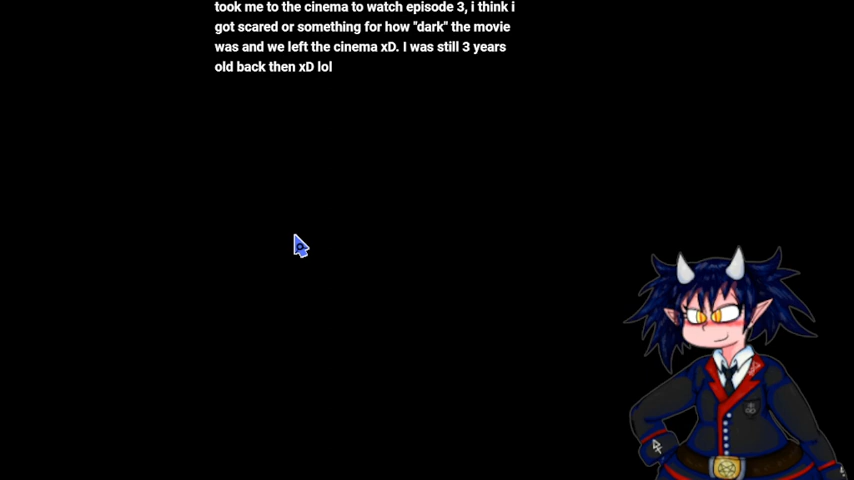 took me to the cinema to watch episode 3, i think i
got scared or something for how "dark" the movie
was and we left the cinema xD. I was still 3 years
old back then xD lol